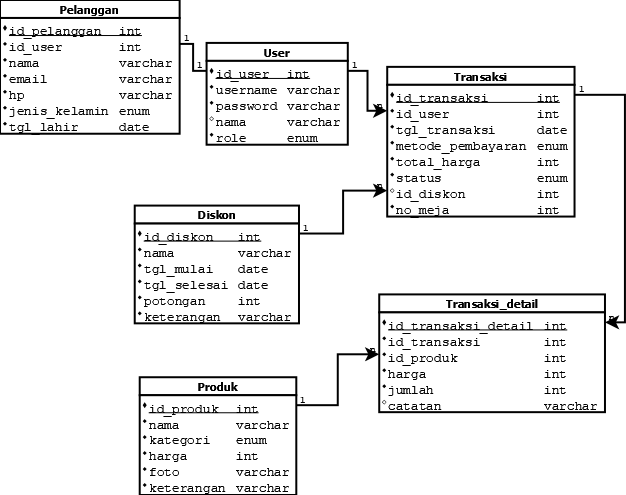 Pelanggan
id_pelanggan int
id_user int
nama varchar
email varchar
hp varchar
jenis_kelamin enum
tgl_lahir date
1
1
User
id_user int
username varchar
password varchar
nama varchar
role enum
1
n
Transaksi
id_transaksi int
id_user int
tgl_transaksi date
metode_pembayaran enum
total_harga int
status enum
id_diskon int
no_meja int
1
n
Diskon
id_diskon int
nama varchar
tgl_mulai date
tgl_selesai date
potongan int
keterangan varchar
1
n
Transaksi_detail
id_transaksi_detail int
id_transaksi int
id_produk int
harga int
jumlah int
catatan varchar
n
Produk
id_produk int
nama varchar
kategori enum
harga int
foto varchar
keterangan varchar
1